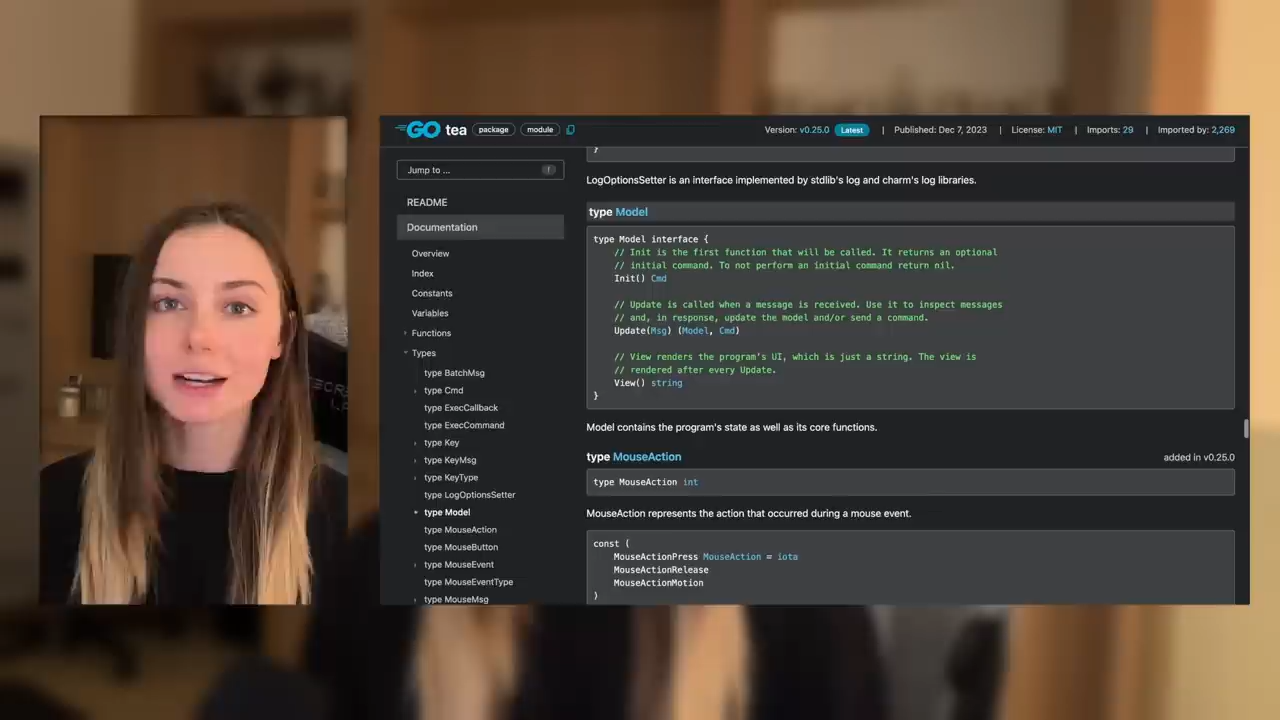 GO tea package module
Version: v0.25.0 Latest | Published: Dec 7, 2023 | License: MIT | Imports: 29 | Imported by: 2,269
Jump to ... f
README
Documentation
Overview
Index
Constants
Variables
Functions
Types
type BatchMsg
type Cmd
type ExecCallback
type ExecCommand
type Key
type KeyMsg
type KeyType
type LogOptionsSetter
type Model
type MouseAction
type MouseButton
type MouseEvent
type MouseEventType
type MouseMsg
}
LogOptionsSetter is an interface implemented by stdlib's log and charm's log libraries.
type Model
type Model interface {
// Init is the first function that will be called. It returns an optional
// initial command. To not perform an initial command return nil.
Init() Cmd
// Update is called when a message is received. Use it to inspect messages
// and, in response, update the model and/or send a command.
Update(Msg) (Model, Cmd)
// View renders the program's UI, which is just a string. The view is
// rendered after every Update.
View() string
}
Model contains the program's state as well as its core functions.
type MouseAction added in v0.25.0
type MouseAction int
MouseAction represents the action that occurred during a mouse event.
const (
MouseActionPress MouseAction = iota
MouseActionRelease
MouseActionMotion
)